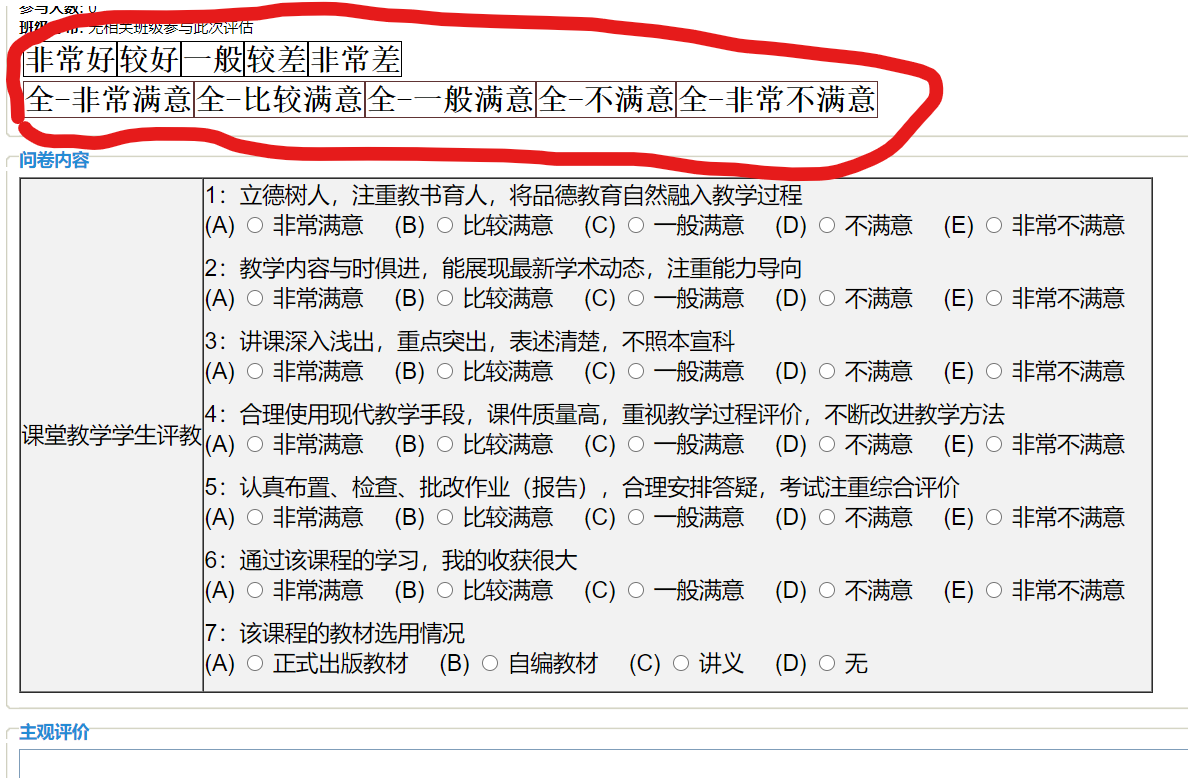 参与人数: 0
班级分布: 无相关班级参与此次评估
非常好 较好 一般 较差 非常差
全-非常满意 全-比较满意 全-一般满意 全-不满意 全-非常不满意
问卷内容
课堂教学学生评教
1：立德树人，注重教书育人，将品德教育自然融入教学过程
(A) 非常满意 (B) 比较满意 (C) 一般满意 (D) 不满意 (E) 非常不满意
2：教学内容与时俱进，能展现最新学术动态，注重能力导向
(A) 非常满意 (B) 比较满意 (C) 一般满意 (D) 不满意 (E) 非常不满意
3：讲课深入浅出，重点突出，表述清楚，不照本宣科
(A) 非常满意 (B) 比较满意 (C) 一般满意 (D) 不满意 (E) 非常不满意
4：合理使用现代教学手段，课件质量高，重视教学过程评价，不断改进教学方法
(A) 非常满意 (B) 比较满意 (C) 一般满意 (D) 不满意 (E) 非常不满意
5：认真布置、检查、批改作业（报告），合理安排答疑，考试注重综合评价
(A) 非常满意 (B) 比较满意 (C) 一般满意 (D) 不满意 (E) 非常不满意
6：通过该课程的学习，我的收获很大
(A) 非常满意 (B) 比较满意 (C) 一般满意 (D) 不满意 (E) 非常不满意
7：该课程的教材选用情况
(A) 正式出版教材 (B) 自编教材 (C) 讲义 (D) 无
主观评价